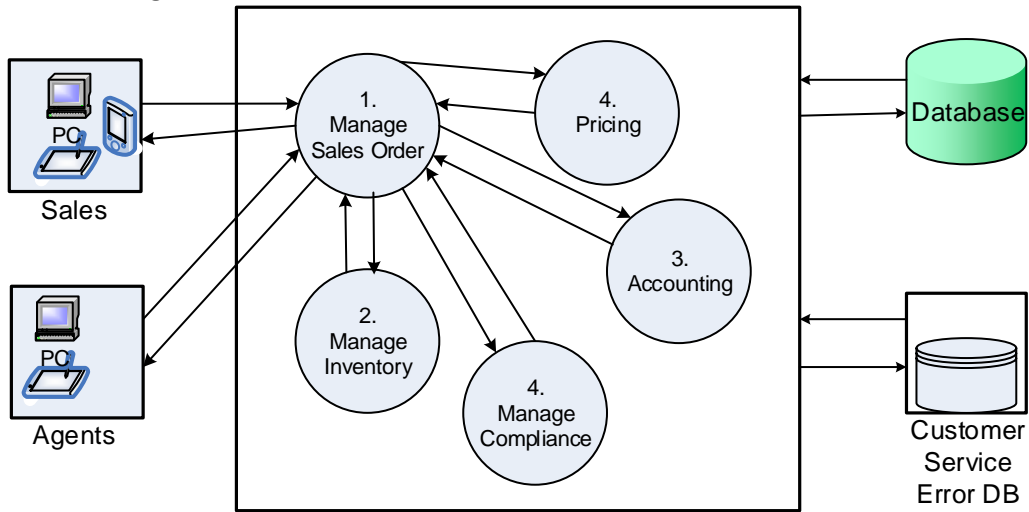 PC
Sales
PC
Agents
1.
Manage
Sales Order
4.
Pricing
3.
Accounting
2.
Manage
Inventory
4.
Manage
Compliance
Database
Customer
Service
Error DB